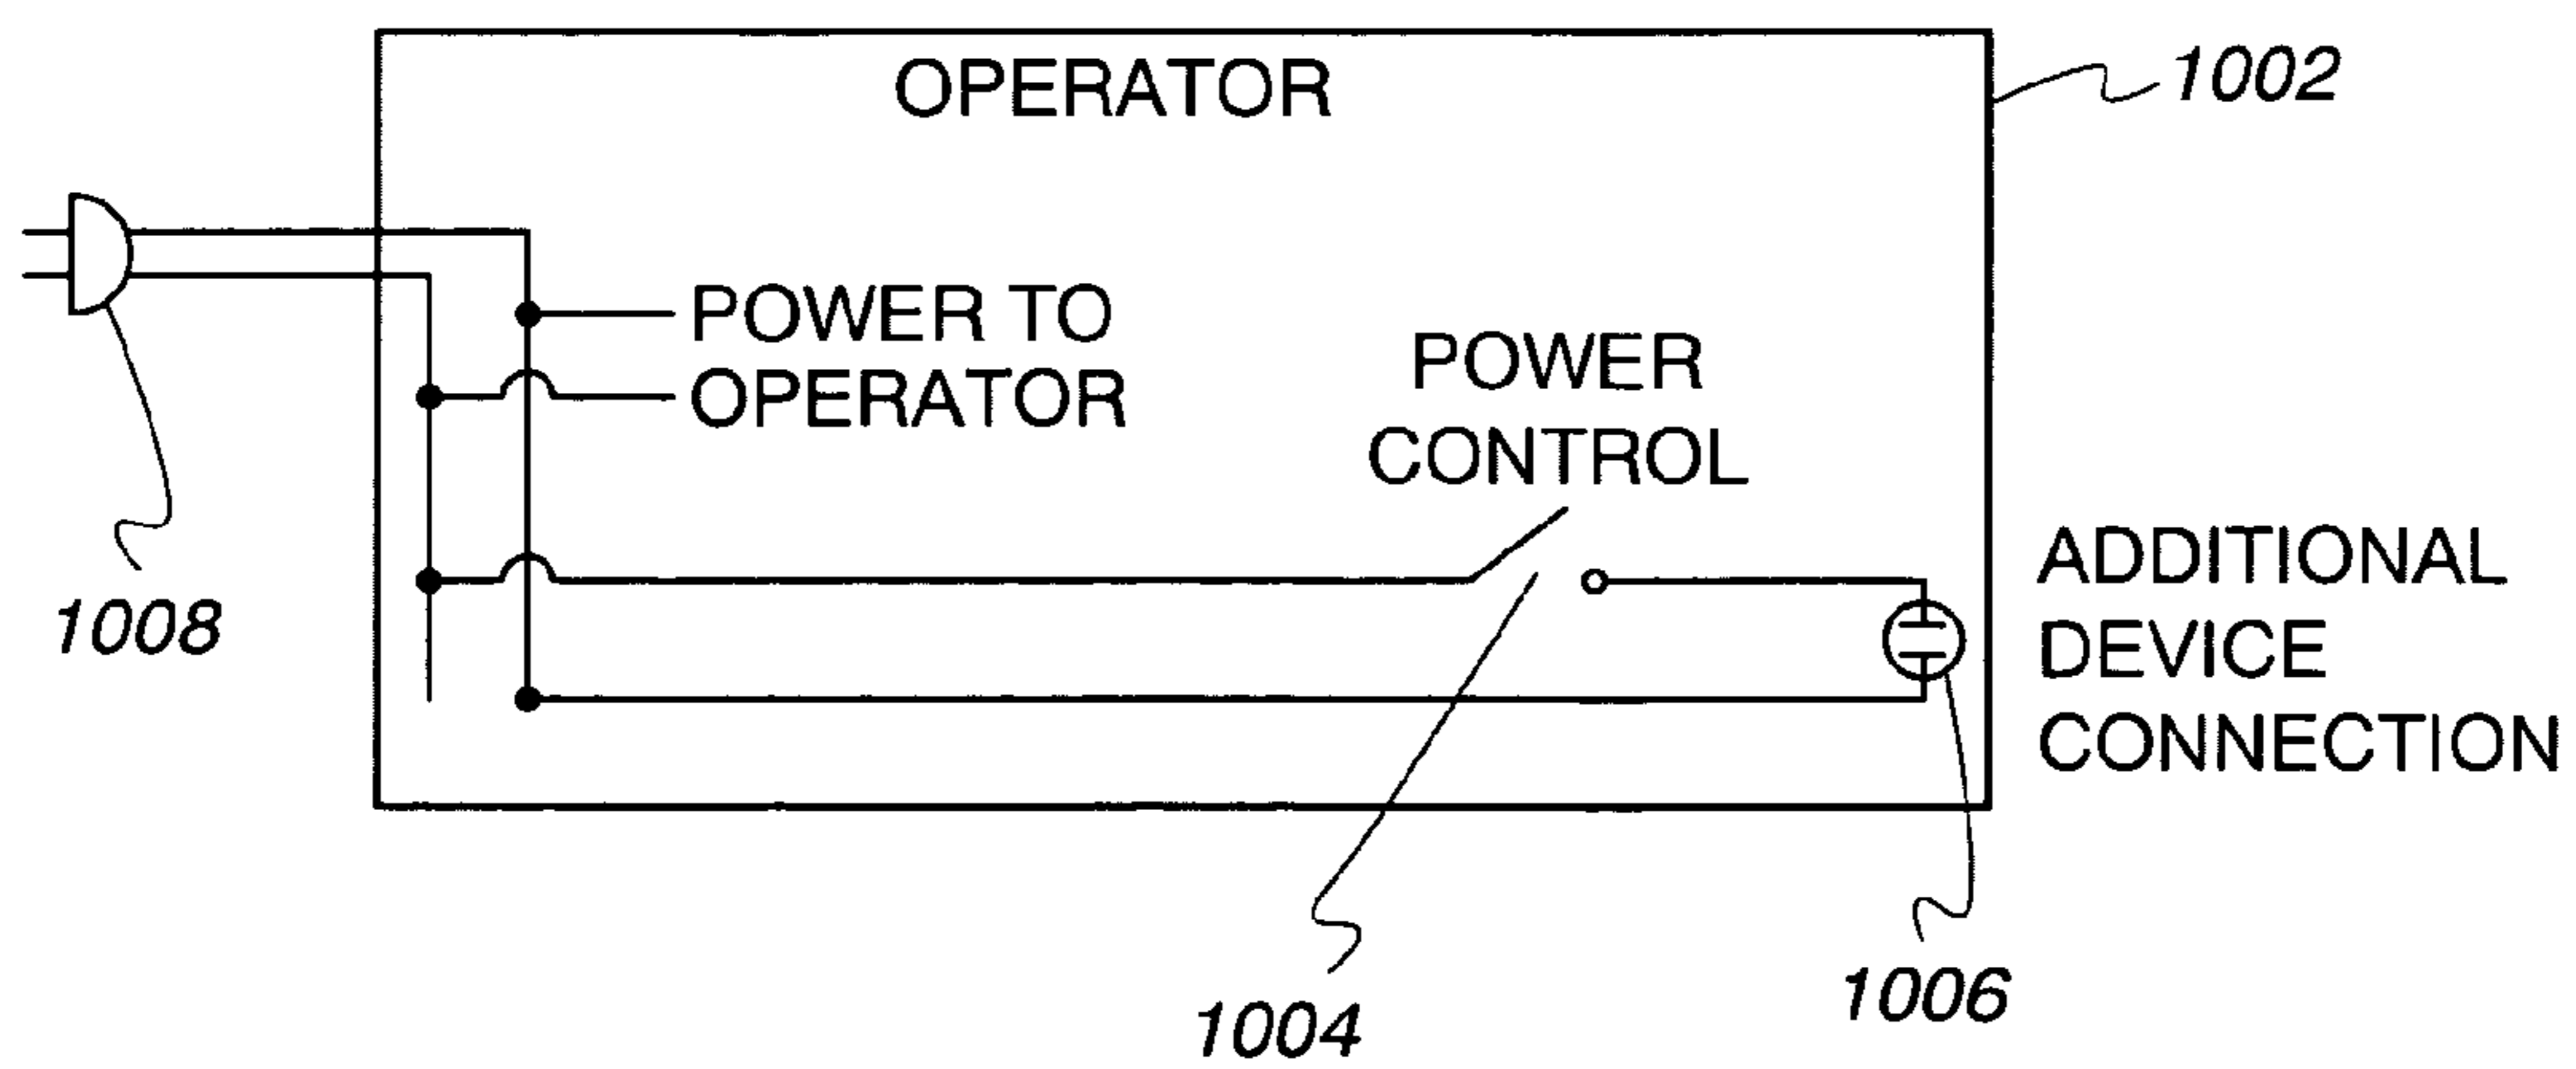 OPERATOR
1002
POWER TO
OPERATOR
POWER
CONTROL
ADDITIONAL
DEVICE
CONNECTION
1008
1004
1006